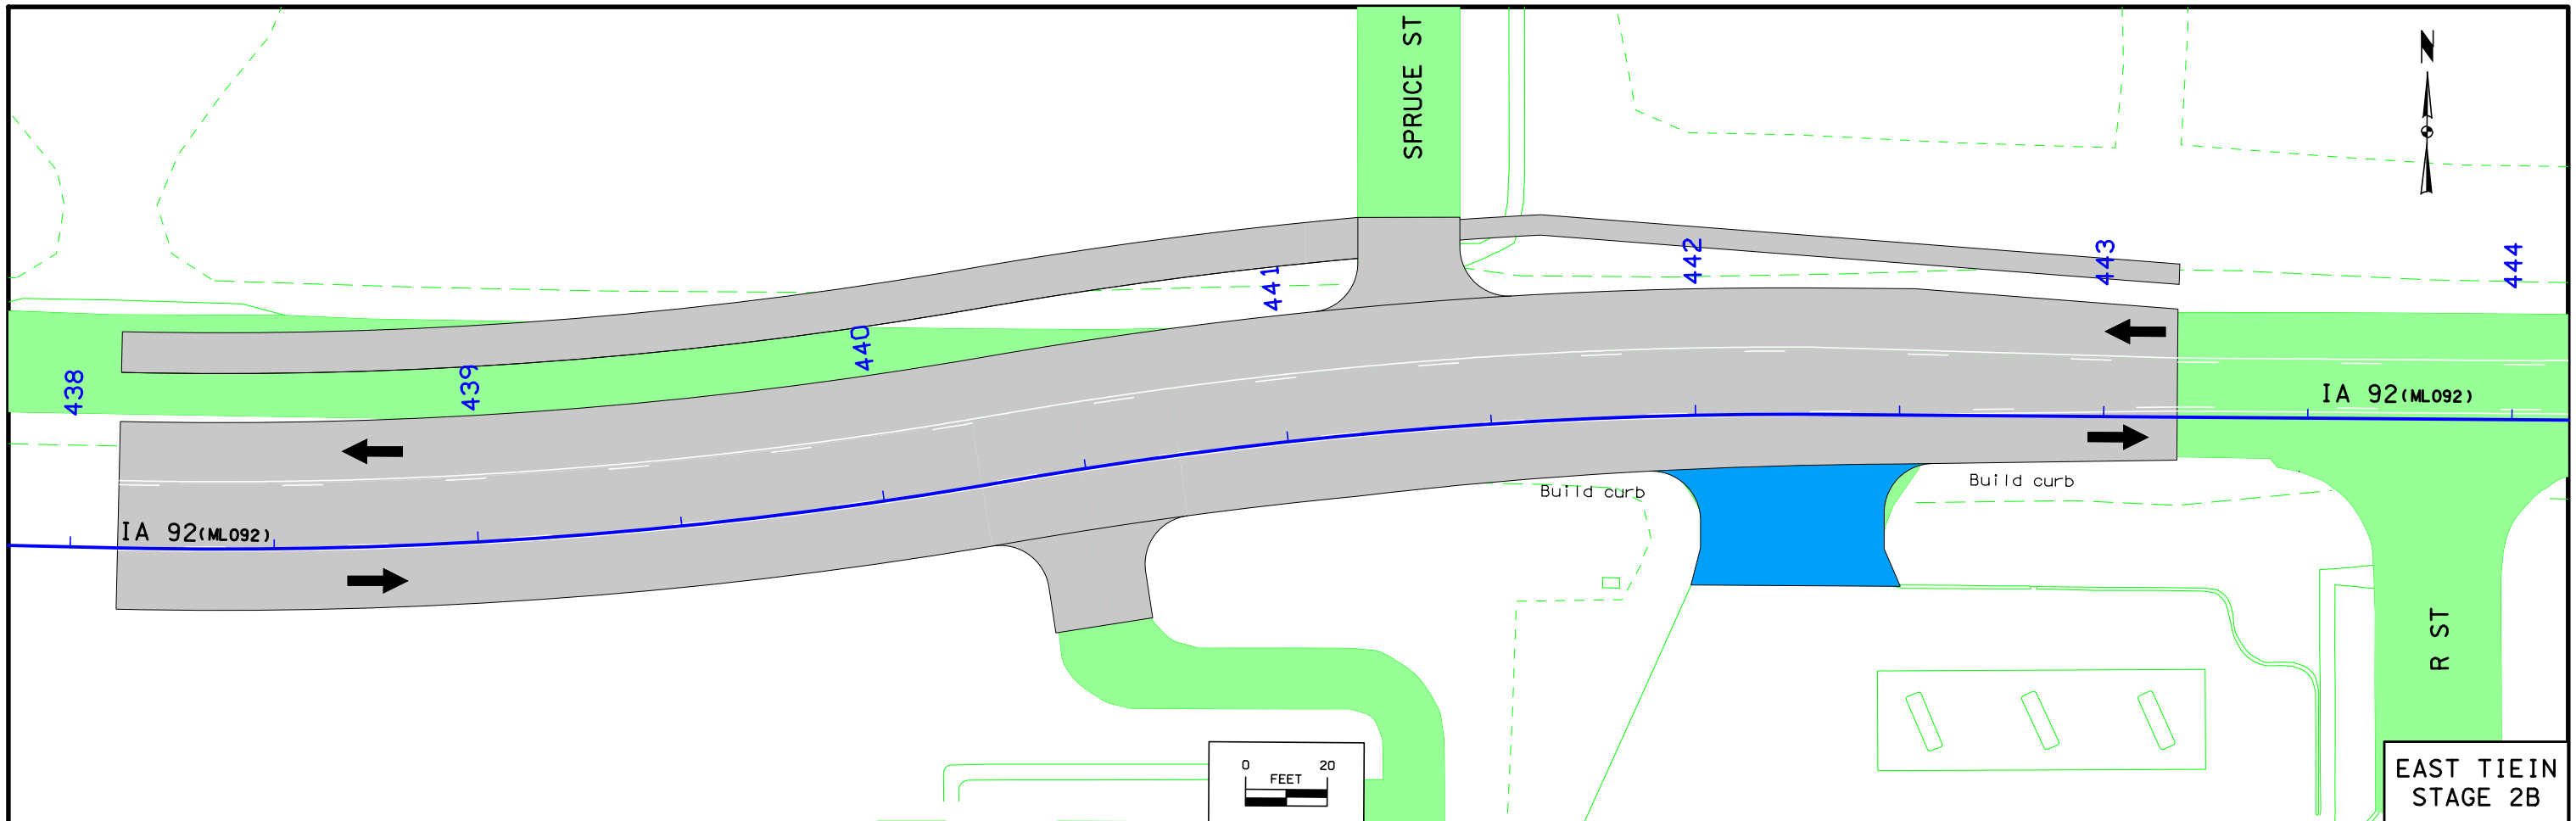 SPRUCE ST
N
438
439
440
441
442
443
444
IA 92(ML092)
IA 92(ML092)
Build curb
Build curb
R ST
0 20
FEET
EAST TIEIN
STAGE 2B